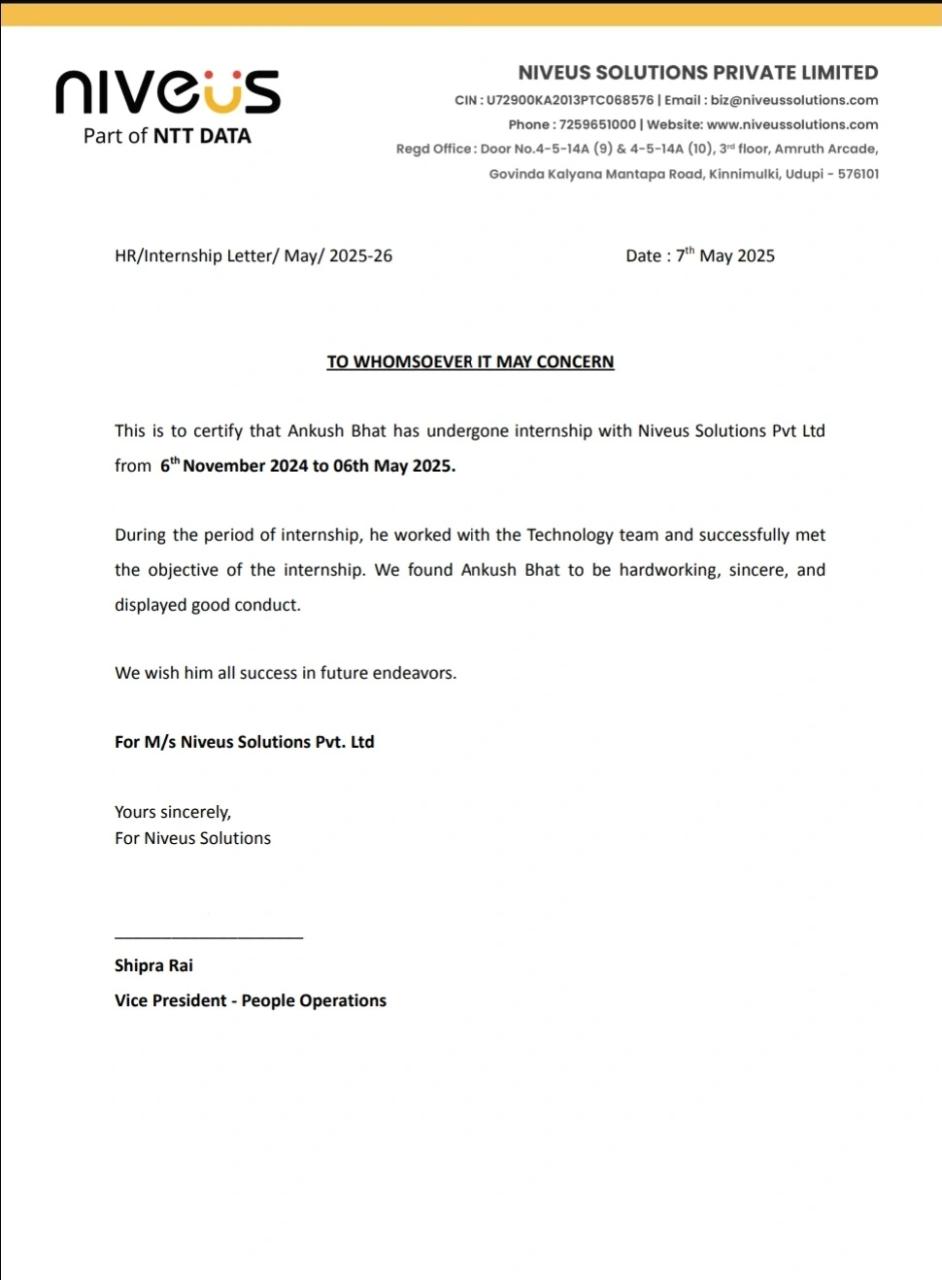 nıveüs
Part of NTT DATA
NIVEUS SOLUTIONS PRIVATE LIMITED
CIN : U72900KA2013PTC068576 | Email : biz@niveussolutions.com
Phone : 7259651000 | Website: www.niveussolutions.com
Regd Office : Door No.4-5-14A (9) & 4-5-14A (10), 3rd floor, Amruth Arcade,
Govinda Kalyana Mantapa Road, Kinnimulki, Udupi - 576101
HR/Internship Letter/ May/ 2025-26
Date : 7th May 2025
TO WHOMSOEVER IT MAY CONCERN
This is to certify that Ankush Bhat has undergone internship with Niveus Solutions Pvt Ltd
from 6th November 2024 to 06th May 2025.
During the period of internship, he worked with the Technology team and successfully met
the objective of the internship. We found Ankush Bhat to be hardworking, sincere, and
displayed good conduct.
We wish him all success in future endeavors.
For M/s Niveus Solutions Pvt. Ltd
Yours sincerely,
For Niveus Solutions
Shipra Rai
Vice President - People Operations